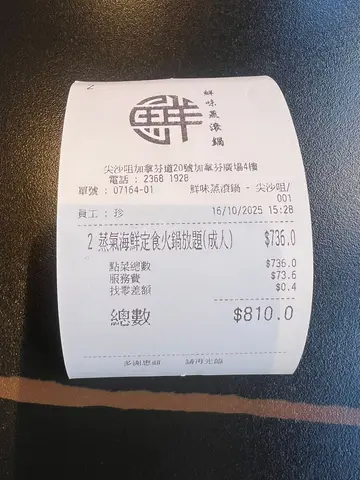 2
鮮
鮮味蒸滾鍋
尖沙咀加拿芬道20號加拿芬廣場4樓
電話 : 2368 1928
單號 : 07164-01 鮮味蒸滾鍋 - 尖沙咀/
001
員工 : 珍 16/10/2025 15:28
2 蒸氣海鮮定食火鍋放題(成人) $736.0
點菜總數 $736.0
服務費 $73.6
找零差額 $0.4
總數 $810.0
多謝惠顧 請再光臨